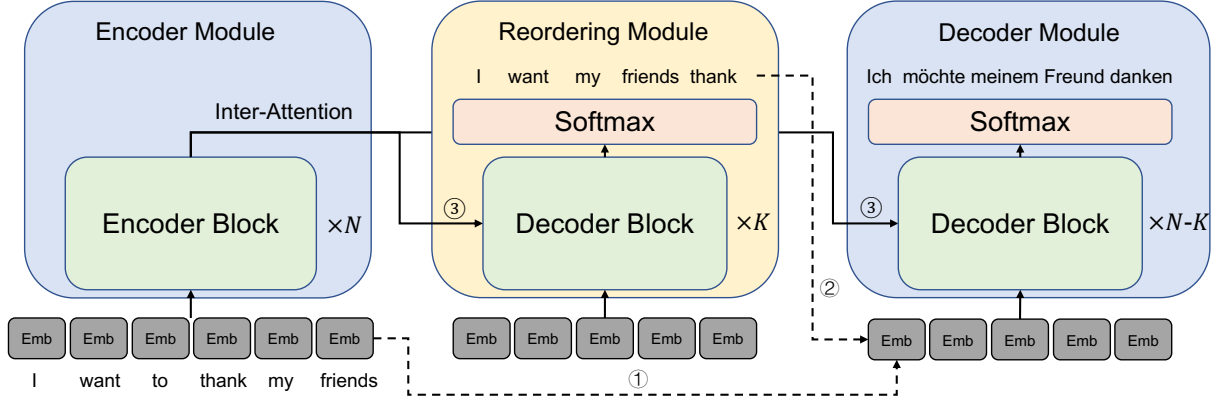 Encoder Module
Reordering Module
Decoder Module
I want my friends thank
Ich möchte meinem Freund danken
Inter-Attention
Softmax
Softmax
Encoder Block
×N
③
Decoder Block
×K
③
Decoder Block
×N-K
②
Emb Emb Emb Emb Emb Emb
Emb Emb Emb Emb Emb
Emb Emb Emb Emb Emb
I want to thank my friends
①